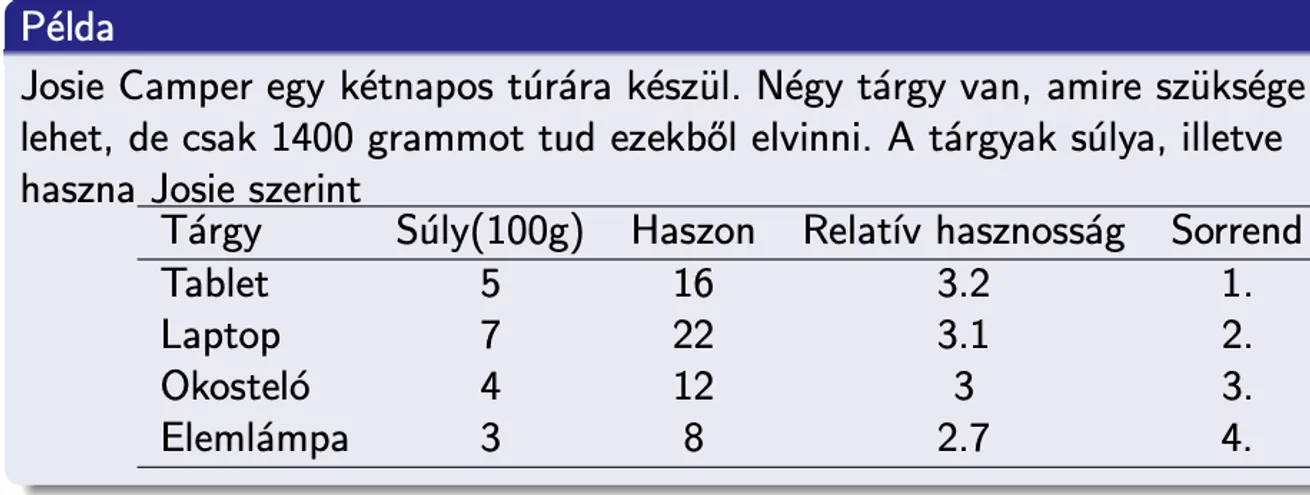 Példa
Josie Camper egy kétnapos túrára készül. Négy tárgy van, amire szüksége
lehet, de csak 1400 grammot tud ezekből elvinni. A tárgyak súlya, illetve
haszna Josie szerint
Tárgy Súly(100g) Haszon Relatív hasznosság Sorrend
Tablet 5 16 3.2 1.
Laptop 7 22 3.1 2.
Okosteló 4 12 3 3.
Elemlámpa 3 8 2.7 4.